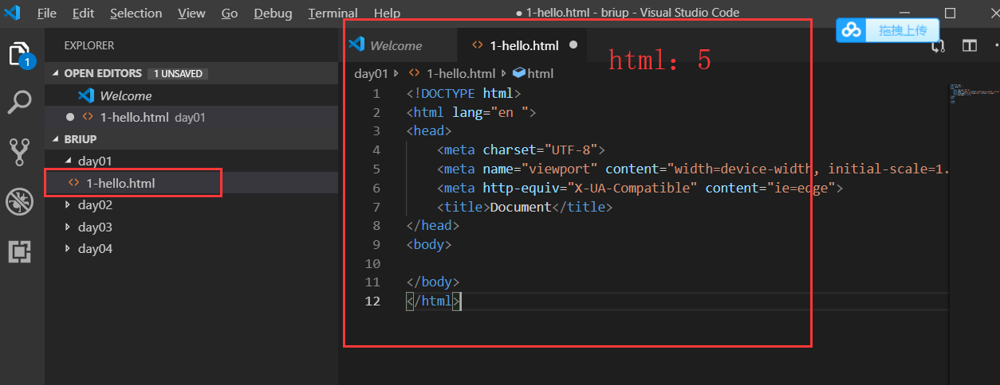 File Edit Selection View Go Debug Terminal Help ● 1-hello.html - briup - Visual Studio Code
拖拽上传
EXPLORER
1
OPEN EDITORS 1 UNSAVED
Welcome
1-hello.html day01
BRIUP
day01
1-hello.html
day02
day03
day04
Welcome 1-hello.html
html：5
day01 1-hello.html html
1 <!DOCTYPE html>
2 <html lang="en ">
3 <head>
4 <meta charset="UTF-8">
5 <meta name="viewport" content="width=device-width, initial-scale=1.
6 <meta http-equiv="X-UA-Compatible" content="ie=edge">
7 <title>Document</title>
8 </head>
9 <body>
10
11 </body>
12 </html>